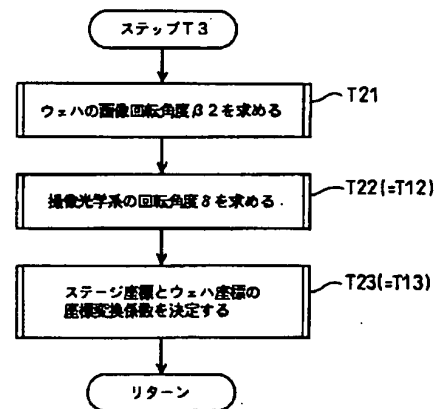 ステップT3
ウェハの画像回転角度β2を求める
T21
撮像光学系の回転角度δを求める
T22(=T12)
ステージ座標とウェハ座標の
座標変換係数を決定する
T23(=T13)
リターン